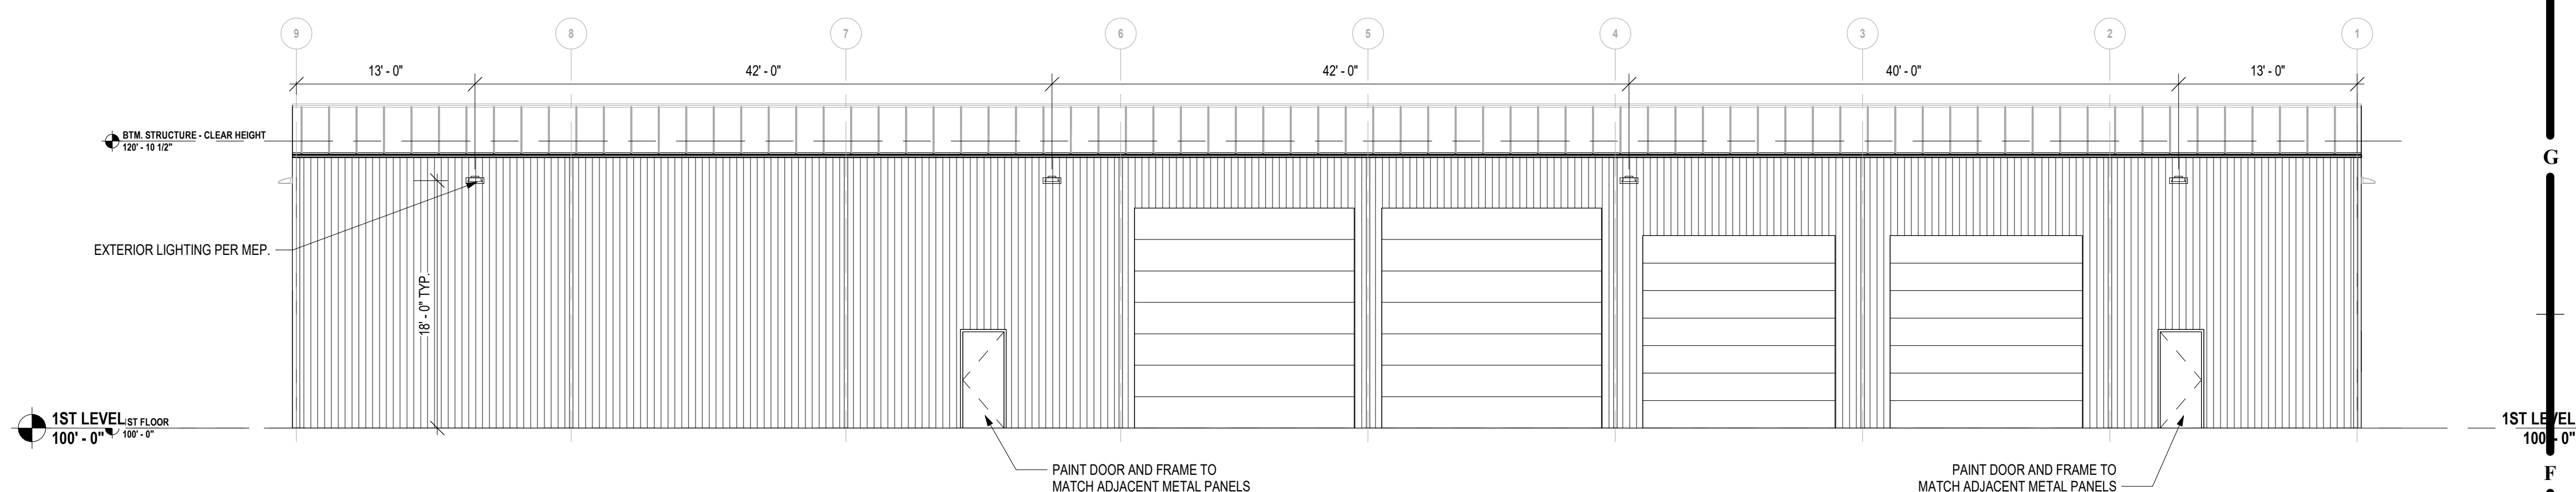 9 8 7 6 5 4 3 2 1
13' - 0" 42' - 0" 42' - 0" 40' - 0" 13' - 0"
BTM. STRUCTURE - CLEAR HEIGHT
120' - 10 1/2"
G
EXTERIOR LIGHTING PER MEP.
18' - 0" TYP.
1ST LEVEL
100' - 0"
ST FLOOR
100' - 0"
1ST LEVEL
100' - 0"
PAINT DOOR AND FRAME TO
MATCH ADJACENT METAL PANELS
PAINT DOOR AND FRAME TO
MATCH ADJACENT METAL PANELS
F